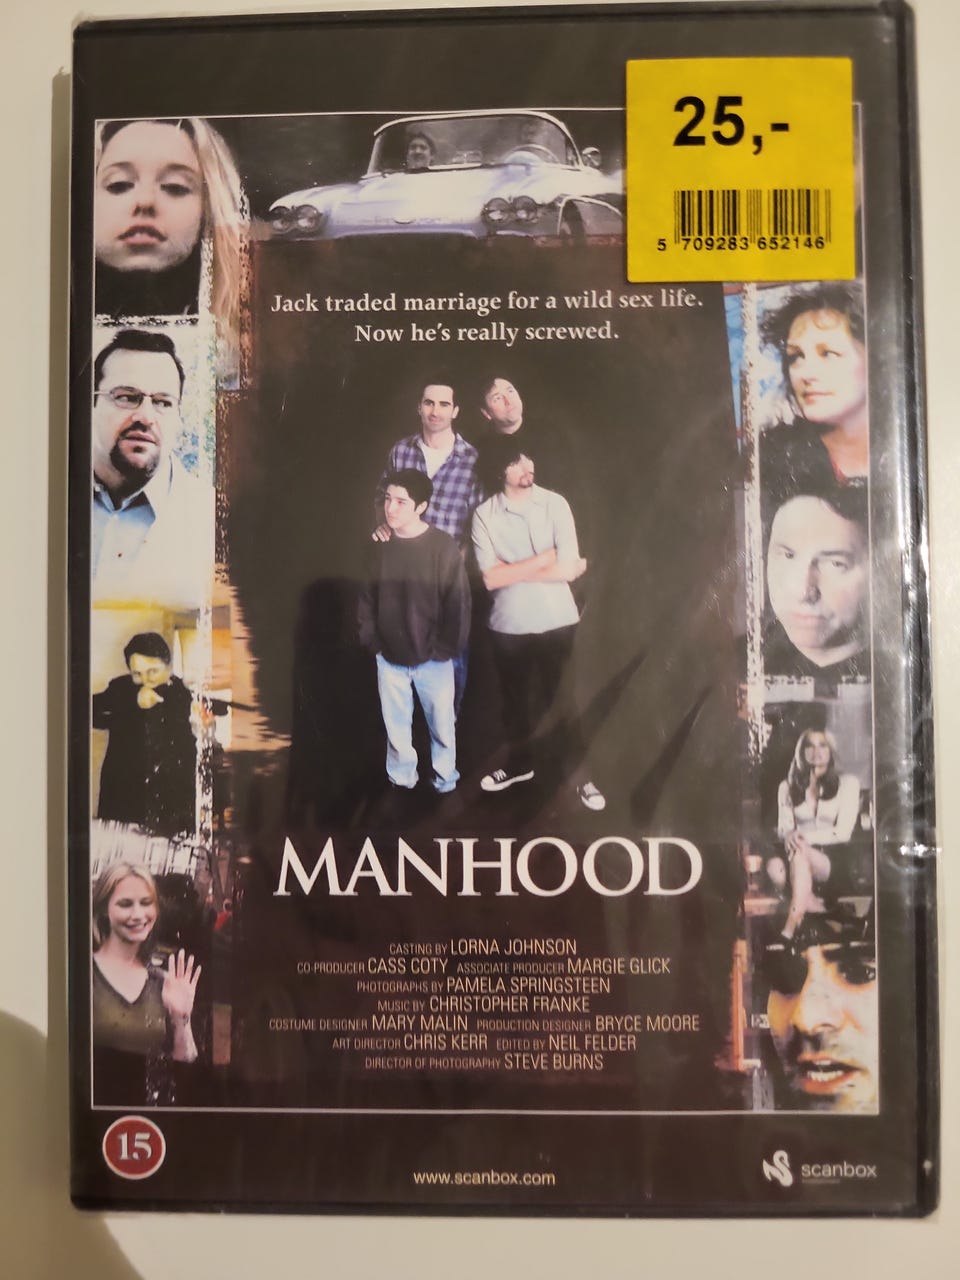 25,-
5 709283 652146
Jack traded marriage for a wild sex life.
Now he's really screwed.
MANHOOD
CASTING BY LORNA JOHNSON
CO-PRODUCER CASS COTY ASSOCIATE PRODUCER MARGIE GLICK
PHOTOGRAPHS BY PAMELA SPRINGSTEEN
MUSIC BY CHRISTOPHER FRANKE
COSTUME DESIGNER MARY MALIN PRODUCTION DESIGNER BRYCE MOORE
ART DIRECTOR CHRIS KERR EDITED BY NEIL FELDER
DIRECTOR OF PHOTOGRAPHY STEVE BURNS
15
www.scanbox.com
scanbox